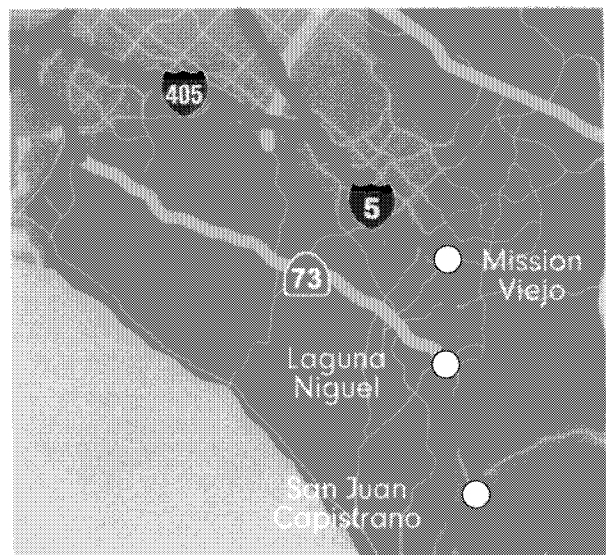 405
5
Mission
Viejo
73
Laguna
Niguel
San Juan
Capistrano